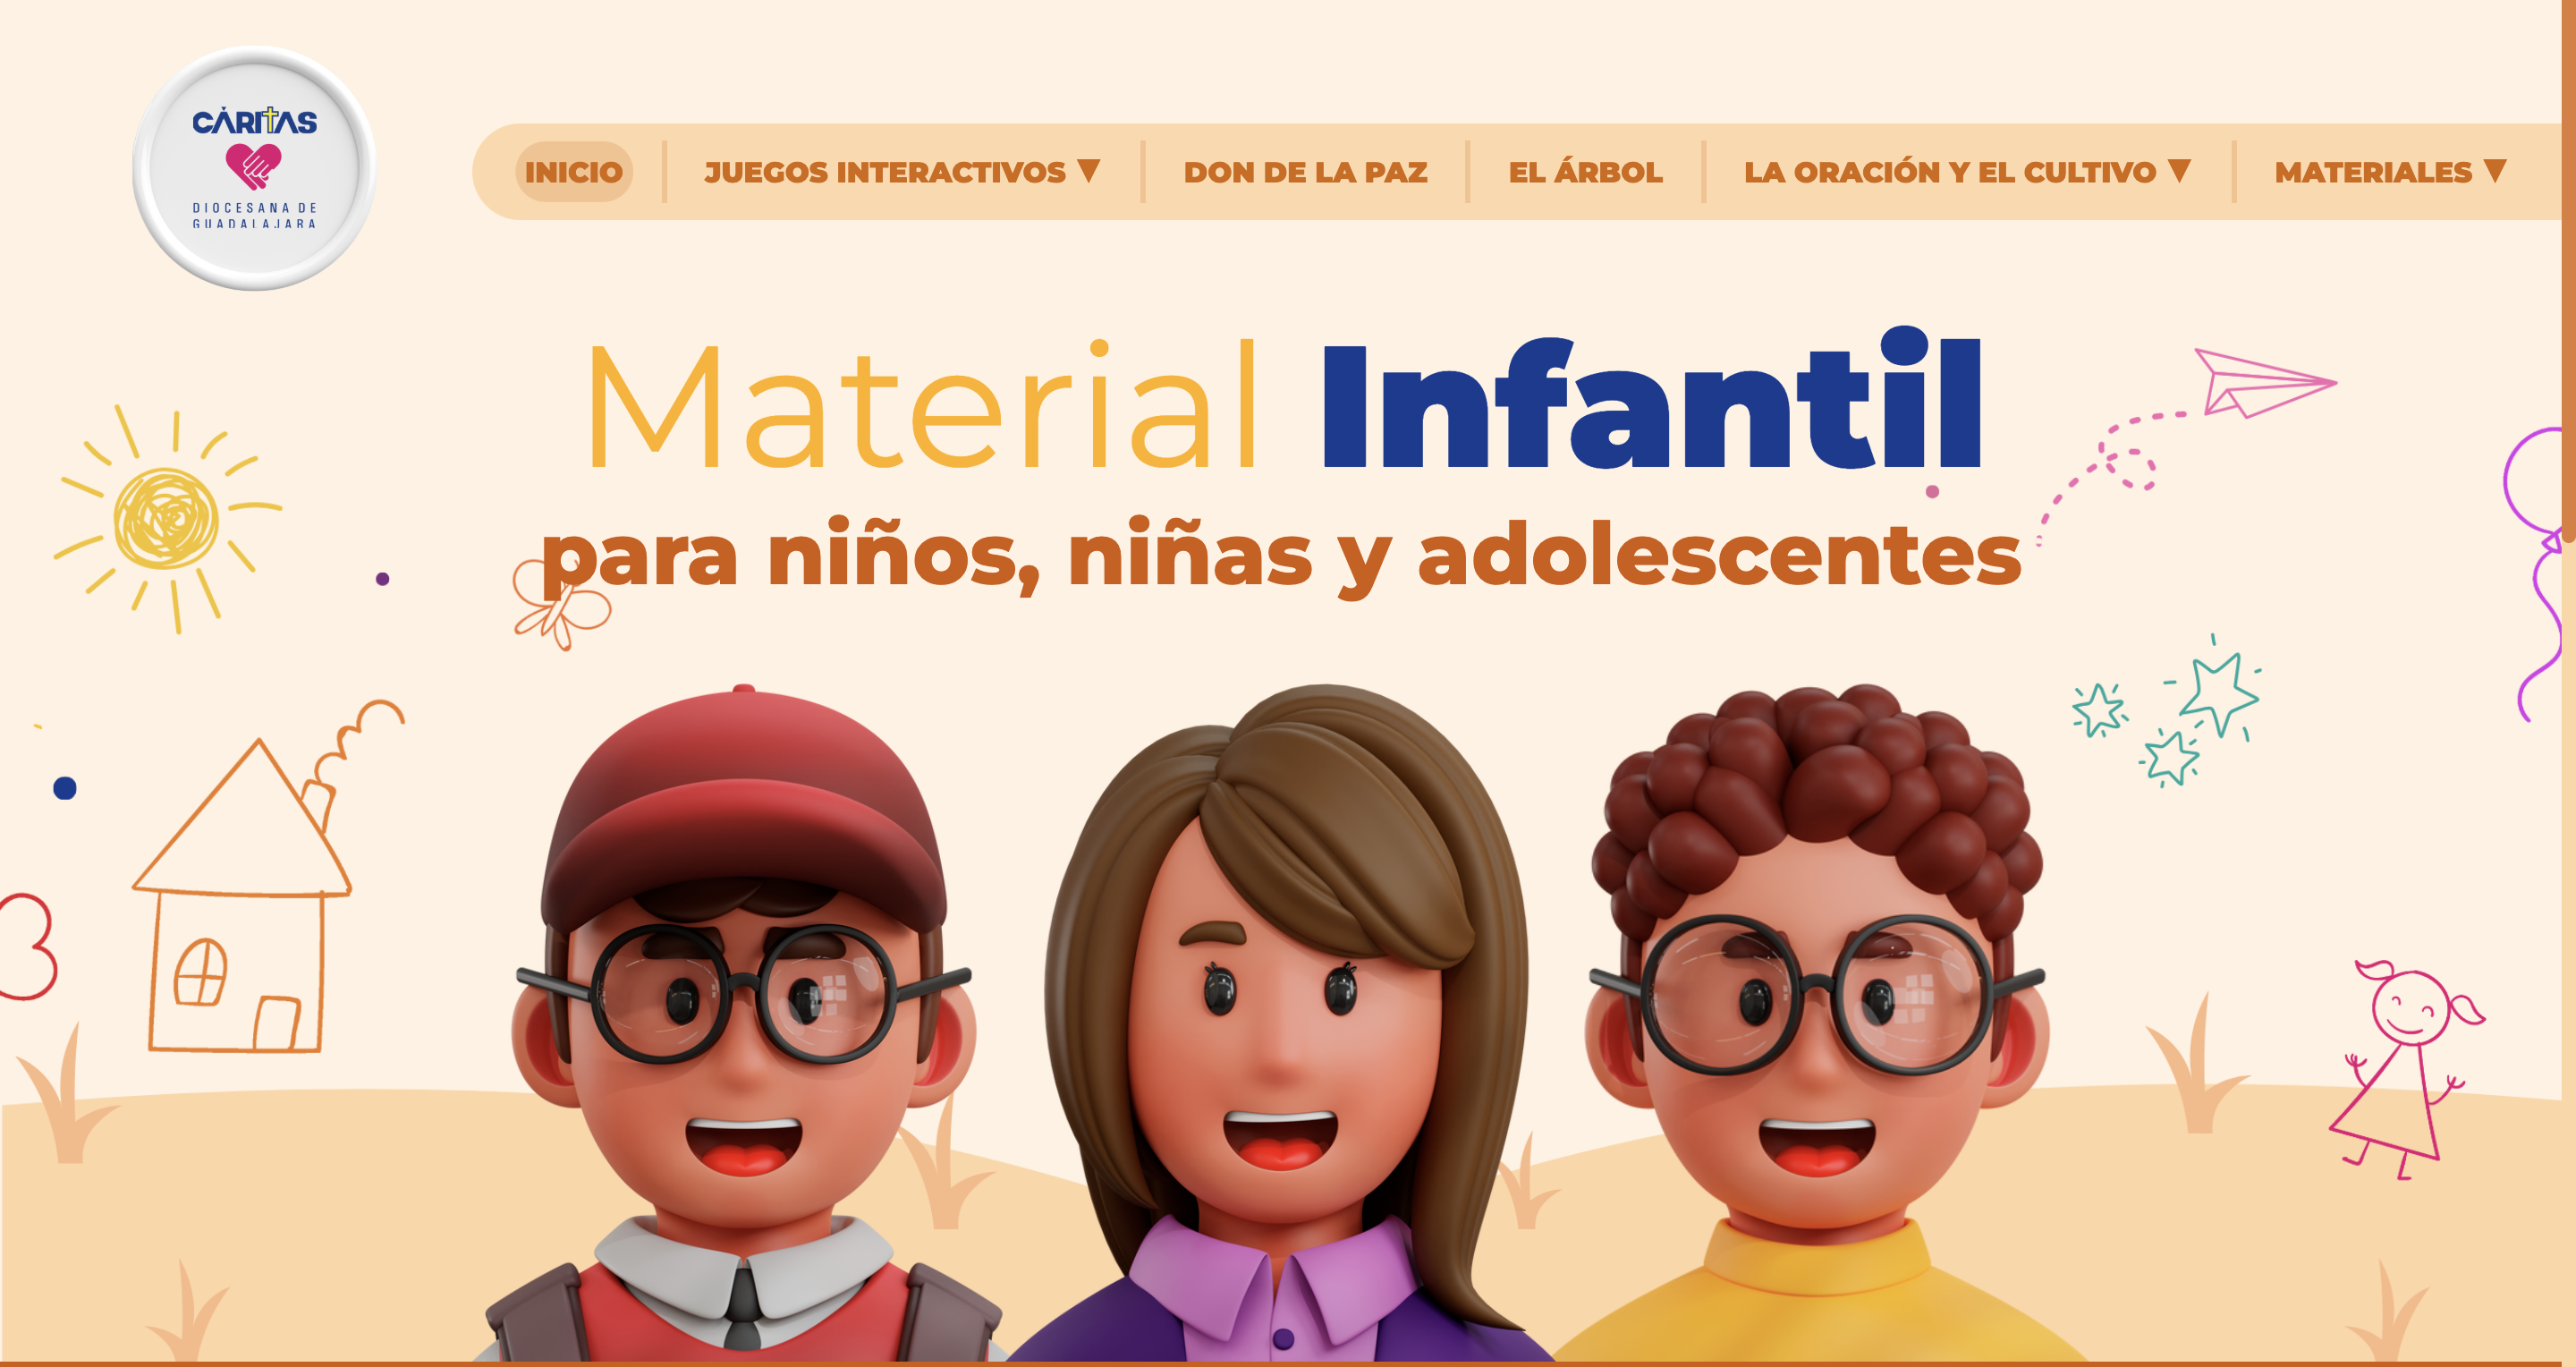 CÁRITAS
DIOCESANA DE
GUADALAJARA
INICIO
JUEGOS INTERACTIVOS ▼
DON DE LA PAZ
EL ÁRBOL
LA ORACIÓN Y EL CULTIVO ▼
MATERIALES ▼
Material Infantil
para niños, niñas y adolescentes